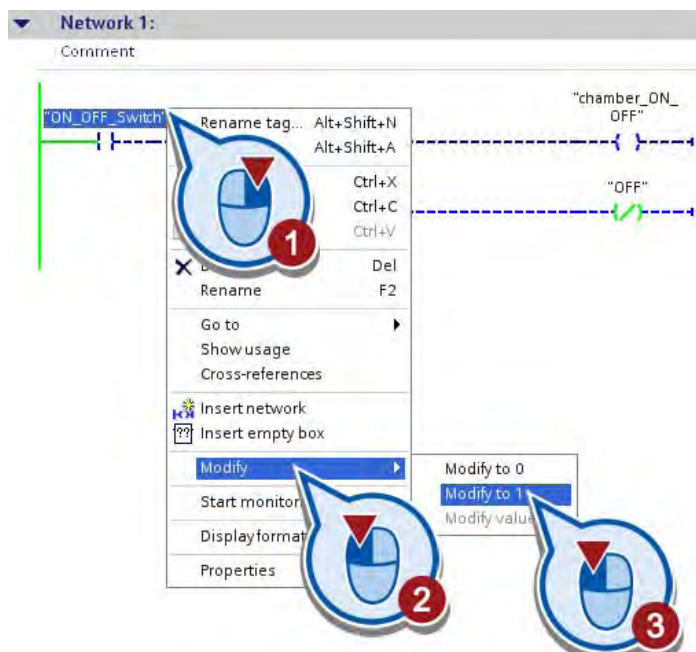 Network 1:
Comment
"chamber_ON_
OFF"
"ON_OFF_Switch"
Rename tag... Alt+Shift+N
Alt+Shift+A
Ctrl+X
Ctrl+C
Ctrl+V
"OFF"
1
Del
Rename F2
Go to
Show usage
Cross-references
Insert network
?? Insert empty box
Modify
Modify to 0
Modify to 1
Modify value
Start monitor
Display format
Properties
2
3